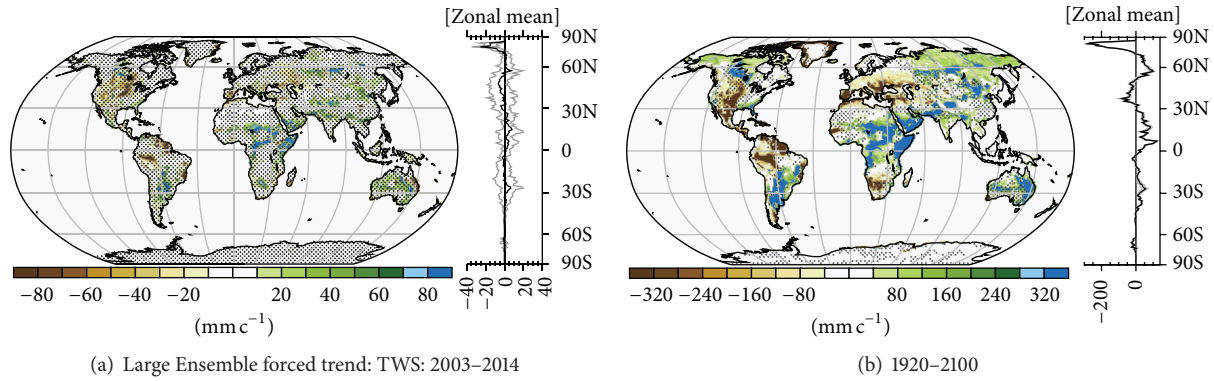 [Zonal mean]
90N
60N
30N
0
30S
60S
90S
−80 −60 −40 −20 20 40 60 80
−40 −20 0 20 40
(mm c⁻¹)
(a) Large Ensemble forced trend: TWS: 2003–2014
[Zonal mean]
90N
60N
30N
0
30S
60S
90S
−320 −240 −160 −80 80 160 240 320
−200 0
(mm c⁻¹)
(b) 1920–2100